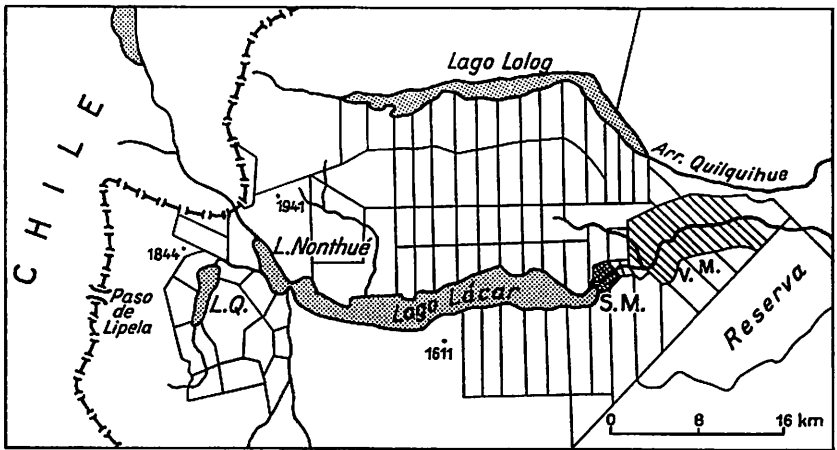 CHILE
Lago Lolog
Arr. Quilquihue
1941
L. Nonthué
1844
Paso
de
Lipela
L.Q.
Lago Lácar
S.M.
V.M.
1611
Reserva
0 8 16 km